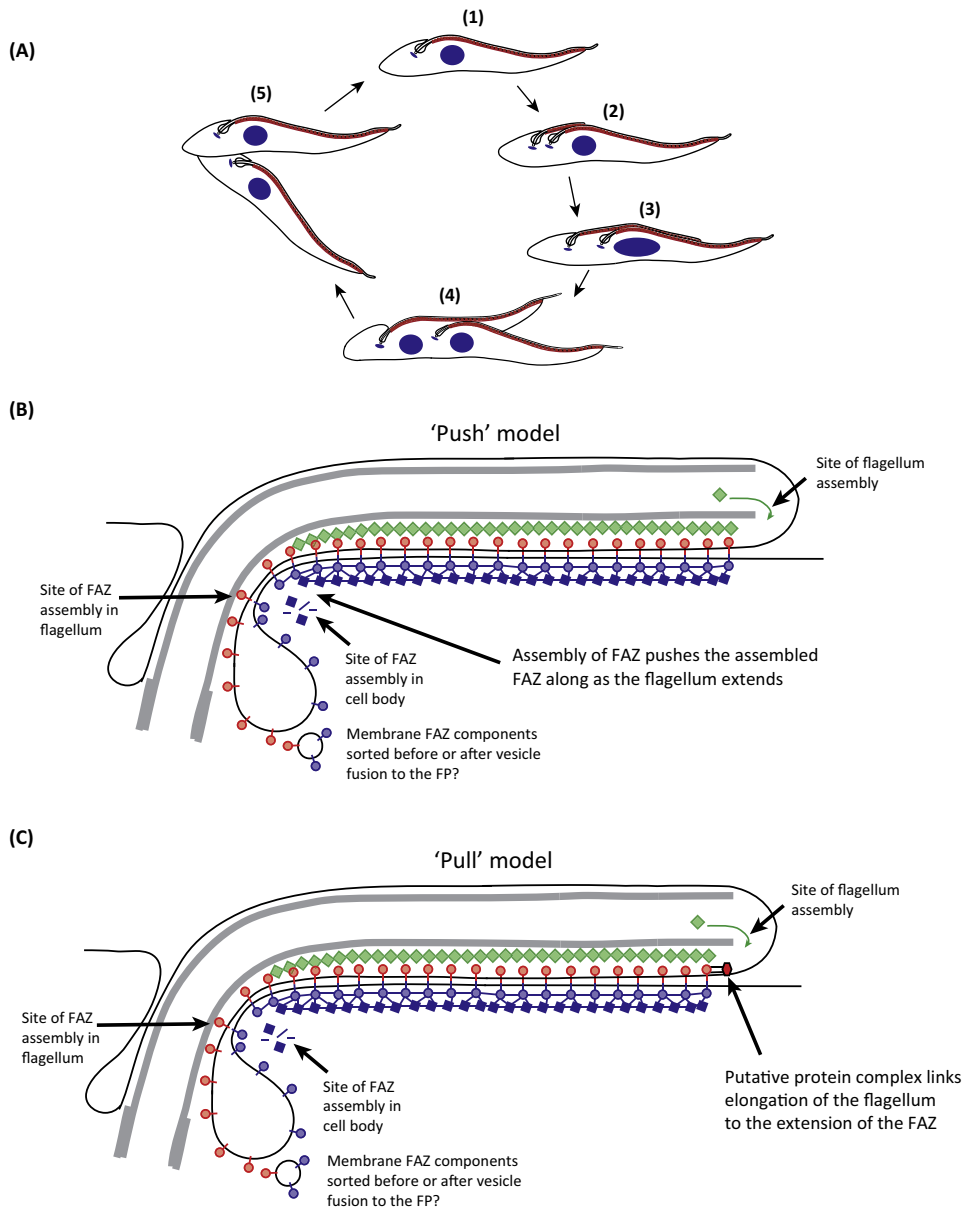 (A)
(1)
(2)
(3)
(4)
(5)
(B)
'Push' model
Site of flagellum
assembly
Site of FAZ
assembly in
flagellum
Site of FAZ
assembly in
cell body
Assembly of FAZ pushes the assembled
FAZ along as the flagellum extends
Membrane FAZ components
sorted before or after vesicle
fusion to the FP?
(C)
'Pull' model
Site of flagellum
assembly
Site of FAZ
assembly in
flagellum
Site of FAZ
assembly in
cell body
Putative protein complex links
elongation of the flagellum
to the extension of the FAZ
Membrane FAZ components
sorted before or after vesicle
fusion to the FP?